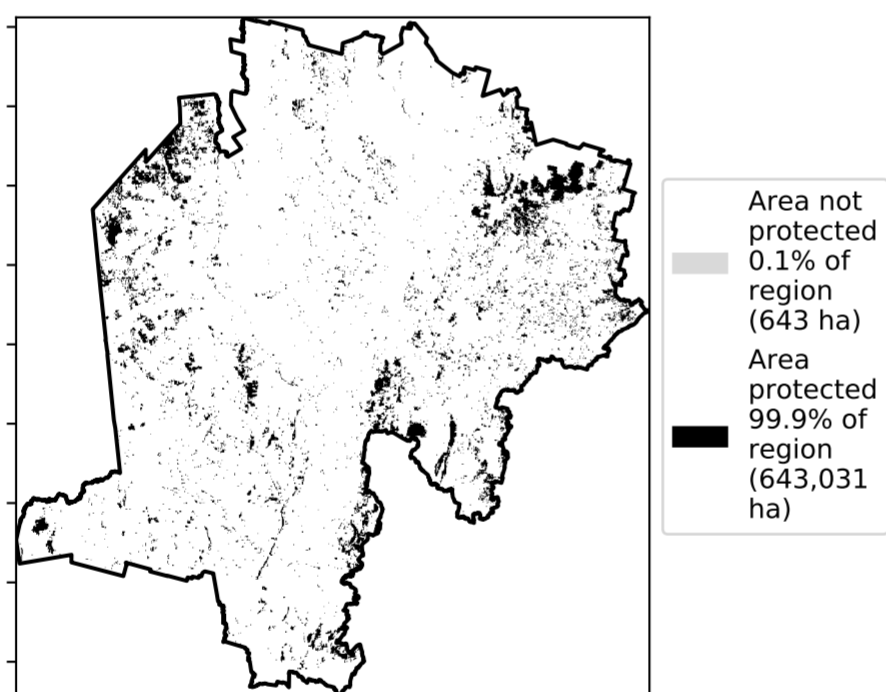 Area not
protected
0.1% of
region
(643 ha)
Area
protected
99.9% of
region
(643,031
ha)